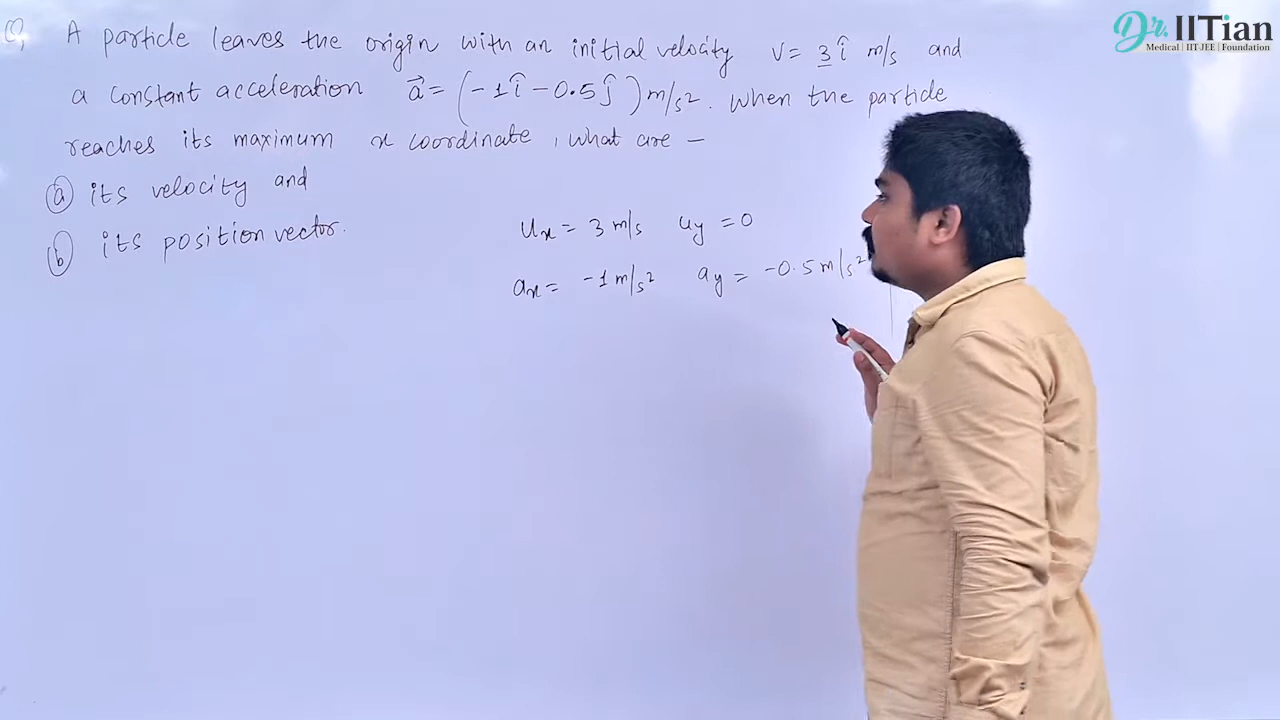 Q, A particle leaves the origin with an initial velocity v = 3î m/s and
a constant acceleration a⃗ = (-1î - 0.5ĵ) m/s². When the particle
reaches its maximum x coordinate, what are -
(a) its velocity and
(b) its position vector.
uₓ = 3 m/s u_y = 0
aₓ = -1 m/s² a_y = -0.5 m/s²
Dr. IITian
Medical | IIT-JEE | Foundation